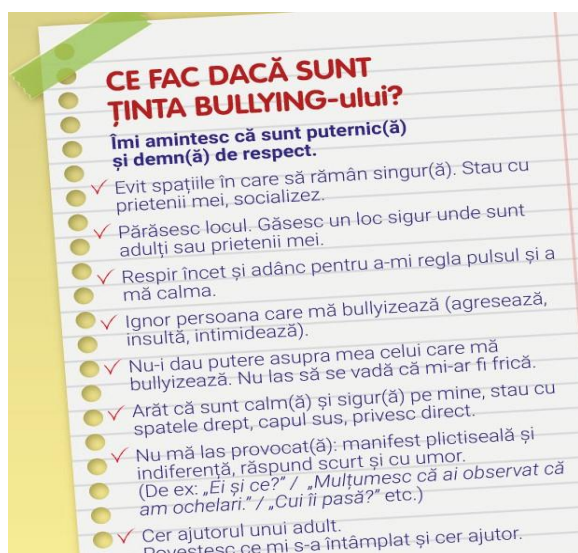 CE FAC DACĂ SUNT
ȚINTA BULLYING-ului?
Îmi amintesc că sunt puternic(ă)
și demn(ă) de respect.
Evit spațiile în care să rămân singur(ă). Stau cu
prietenii mei, socializez.
Părăsesc locul. Găsesc un loc sigur unde sunt
adulți sau prietenii mei.
Respir încet și adânc pentru a-mi regla pulsul și a
mă calma.
Ignor persoana care mă bullyizează (agresează,
insultă, intimidează).
Nu-i dau putere asupra mea celui care mă
bullyizează. Nu las să se vadă că mi-ar fi frică.
Arăt că sunt calm(ă) și sigur(ă) pe mine, stau cu
spatele drept, capul sus, privesc direct.
Nu mă las provocat(ă): manifest plictiseală și
indiferență, răspund scurt și cu umor.
(De ex: „Ei și ce?” / „Mulțumesc că ai observat că
am ochelari.” / „Cui îi pasă?” etc.)
Cer ajutorul unui adult.
Povestesc ce mi s-a întâmplat și cer ajutor.